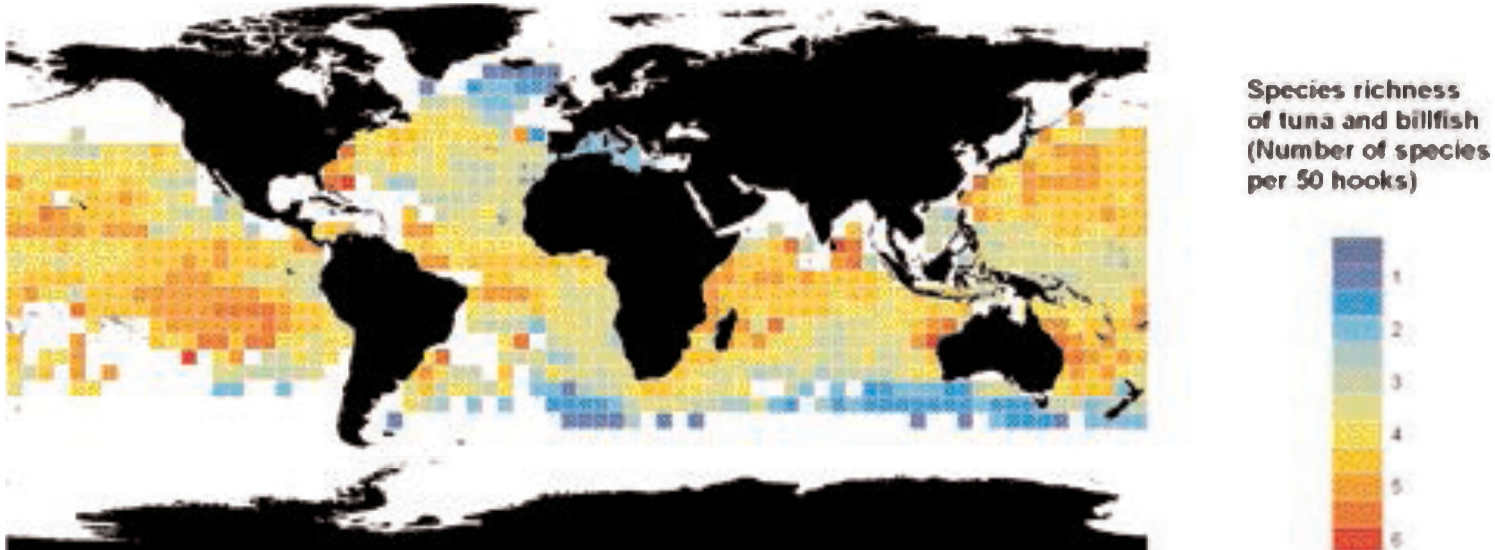 Species richness
of tuna and billfish
(Number of species
per 50 hooks)
1
2
3
4
5
6